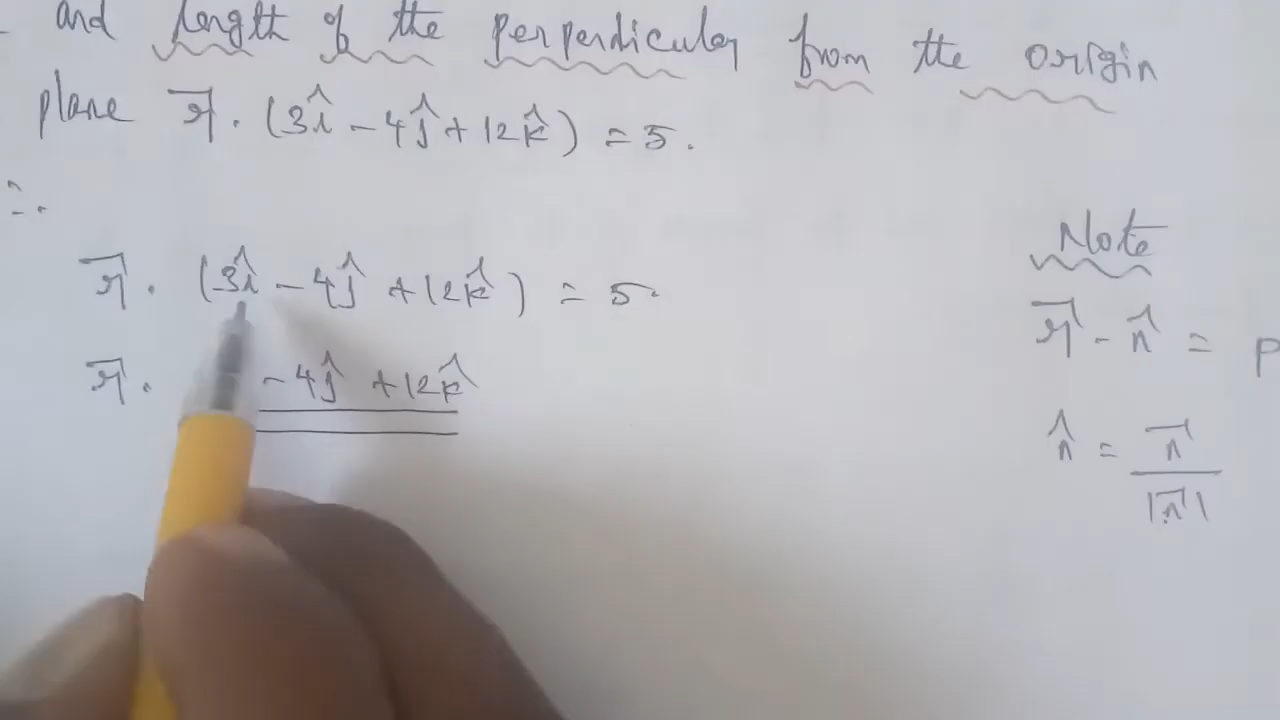 and length of the perpendicular from the origin
plane r⃗ . (3î - 4ĵ + 12k̂) = 5.
∴
r⃗ . (3î - 4ĵ + 12k̂) = 5.
r⃗ . - 4ĵ + 12k̂
Note
r⃗ - n̂ = p
n̂ = n⃗ / |n⃗|